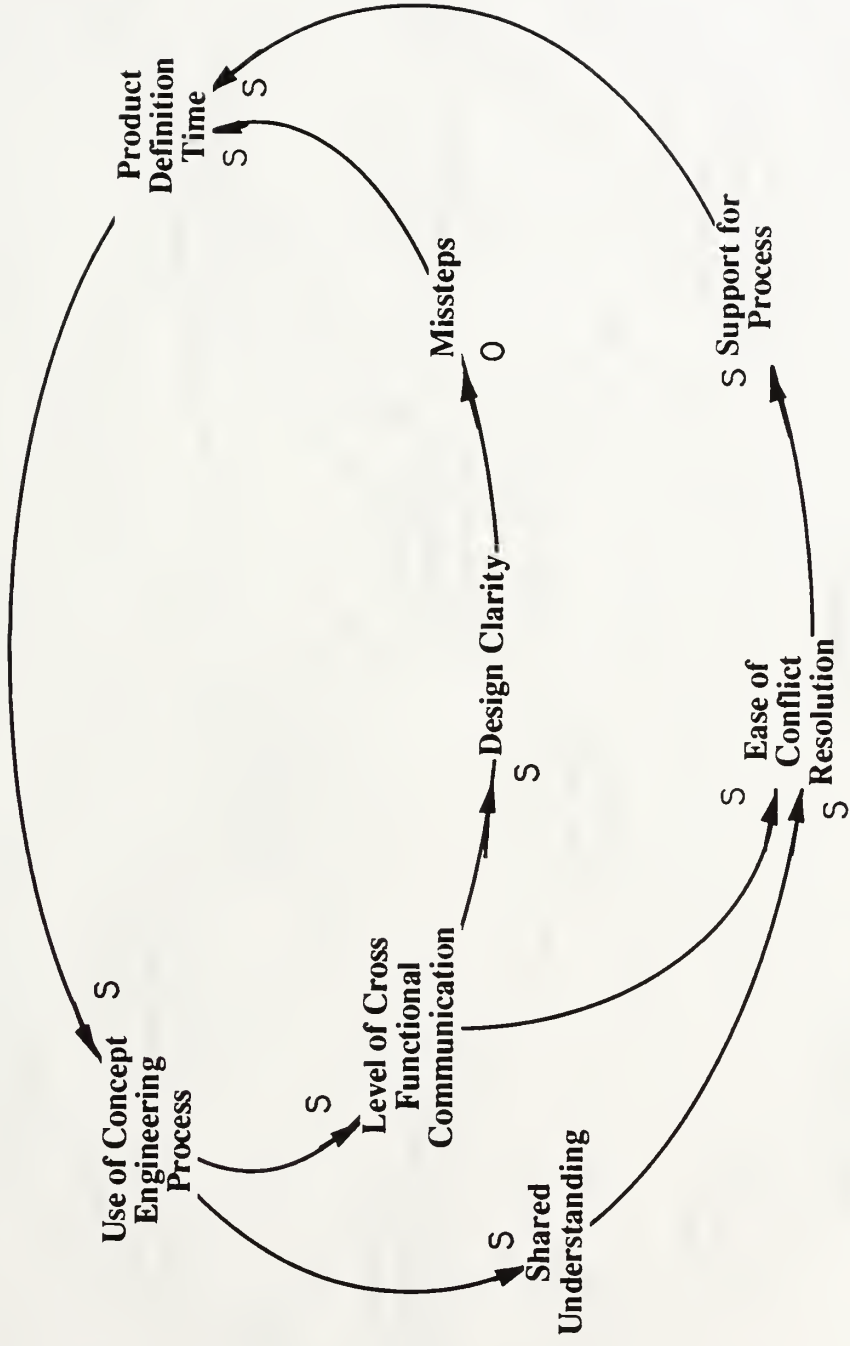 Product
Definition
Time
S
S
Use of Concept
Engineering
Process
S
S
Level of Cross
Functional
Communication
Missteps
O
Design Clarity
S
S
Shared
Understanding
S Support for
Process
S
Ease of
Conflict
Resolution
S